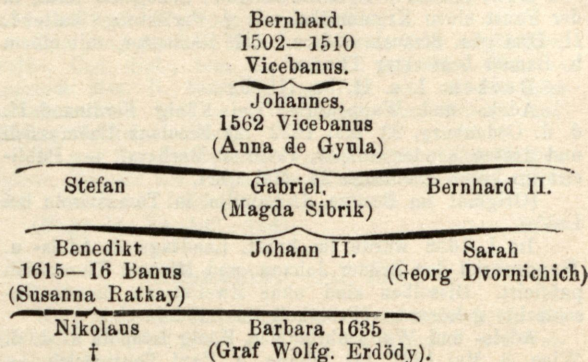 Bernhard.
1502—1510
Vicebanus.
Johannes,
1562 Vicebanus
(Anna de Gyula)
Stefan Gabriel, Bernhard II.
(Magda Sibrik)
Benedikt Johann II. Sarah
1615—16 Banus (Georg Dvornichich)
(Susanna Ratkay)
Nikolaus Barbara 1635
† (Graf Wolfg. Erdödy).